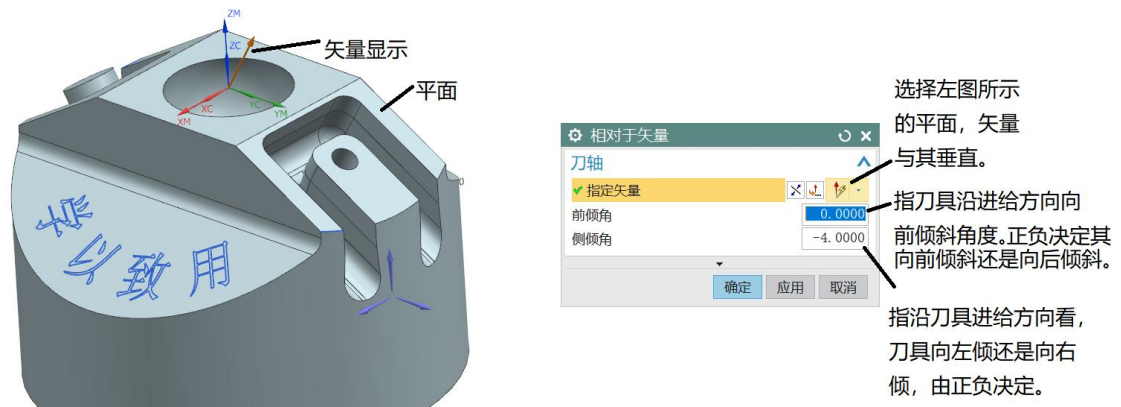 ZM
矢量显示
ZC
平面
XC
YC
XM
YM
以致用
相对于矢量
刀轴
指定矢量
前倾角
0.0000
侧倾角
-4.0000
确定
应用
取消
选择左图所示
的平面，矢量
与其垂直。
指刀具沿进给方向向
前倾斜角度。正负决定其
向前倾斜还是向后倾斜。
指沿刀具进给方向看，
刀具向左倾还是向右
倾，由正负决定。